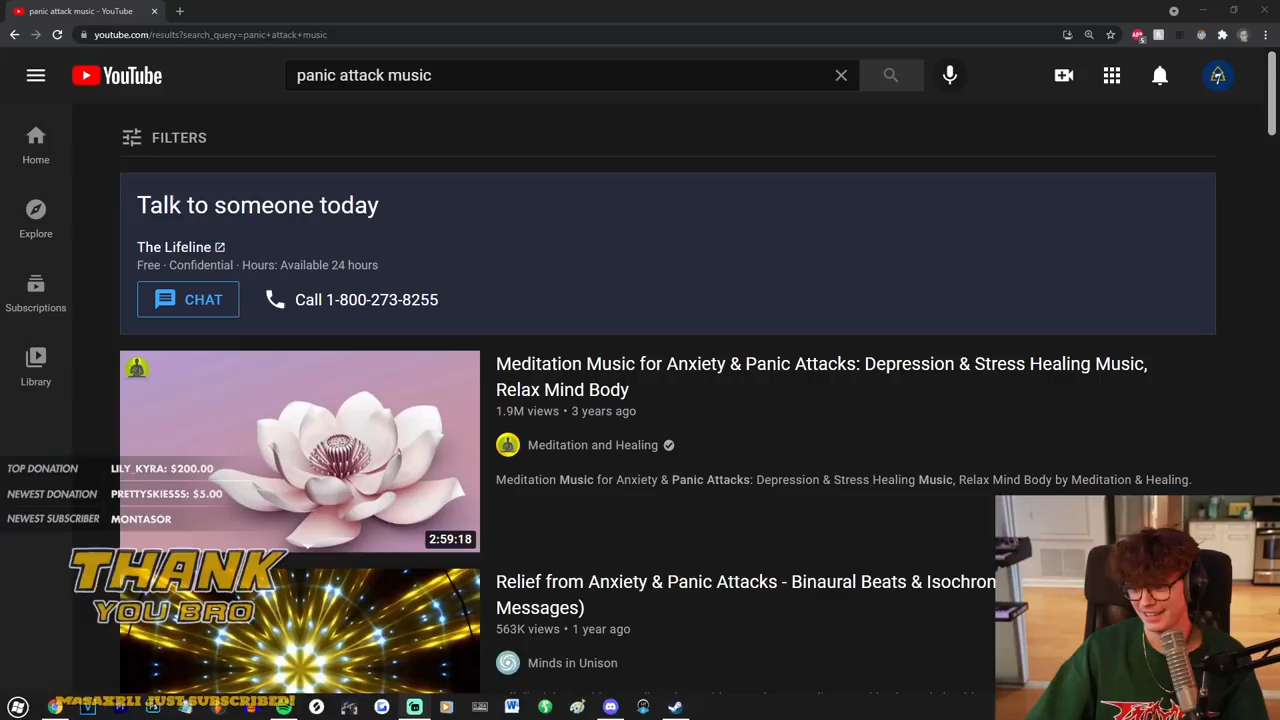 panic attack music - YouTube
youtube.com/results?search_query=panic+attack+music
YouTube
panic attack music
Home
Explore
Subscriptions
Library
FILTERS
Talk to someone today
The Lifeline
Free · Confidential · Hours: Available 24 hours
CHAT
Call 1-800-273-8255
Meditation Music for Anxiety & Panic Attacks: Depression & Stress Healing Music,
Relax Mind Body
1.9M views • 3 years ago
Meditation and Healing
Meditation Music for Anxiety & Panic Attacks: Depression & Stress Healing Music, Relax Mind Body by Meditation & Healing.
2:59:18
TOP DONATION LILY_KYRA: $200.00
NEWEST DONATION PRETTYSKIESSS: $5.00
NEWEST SUBSCRIBER MONTASOR
THANK
YOU BRO
Relief from Anxiety & Panic Attacks - Binaural Beats & Isochron
Messages)
563K views • 1 year ago
Minds in Unison
MASAXRLI JUST SUBSCRIBED!